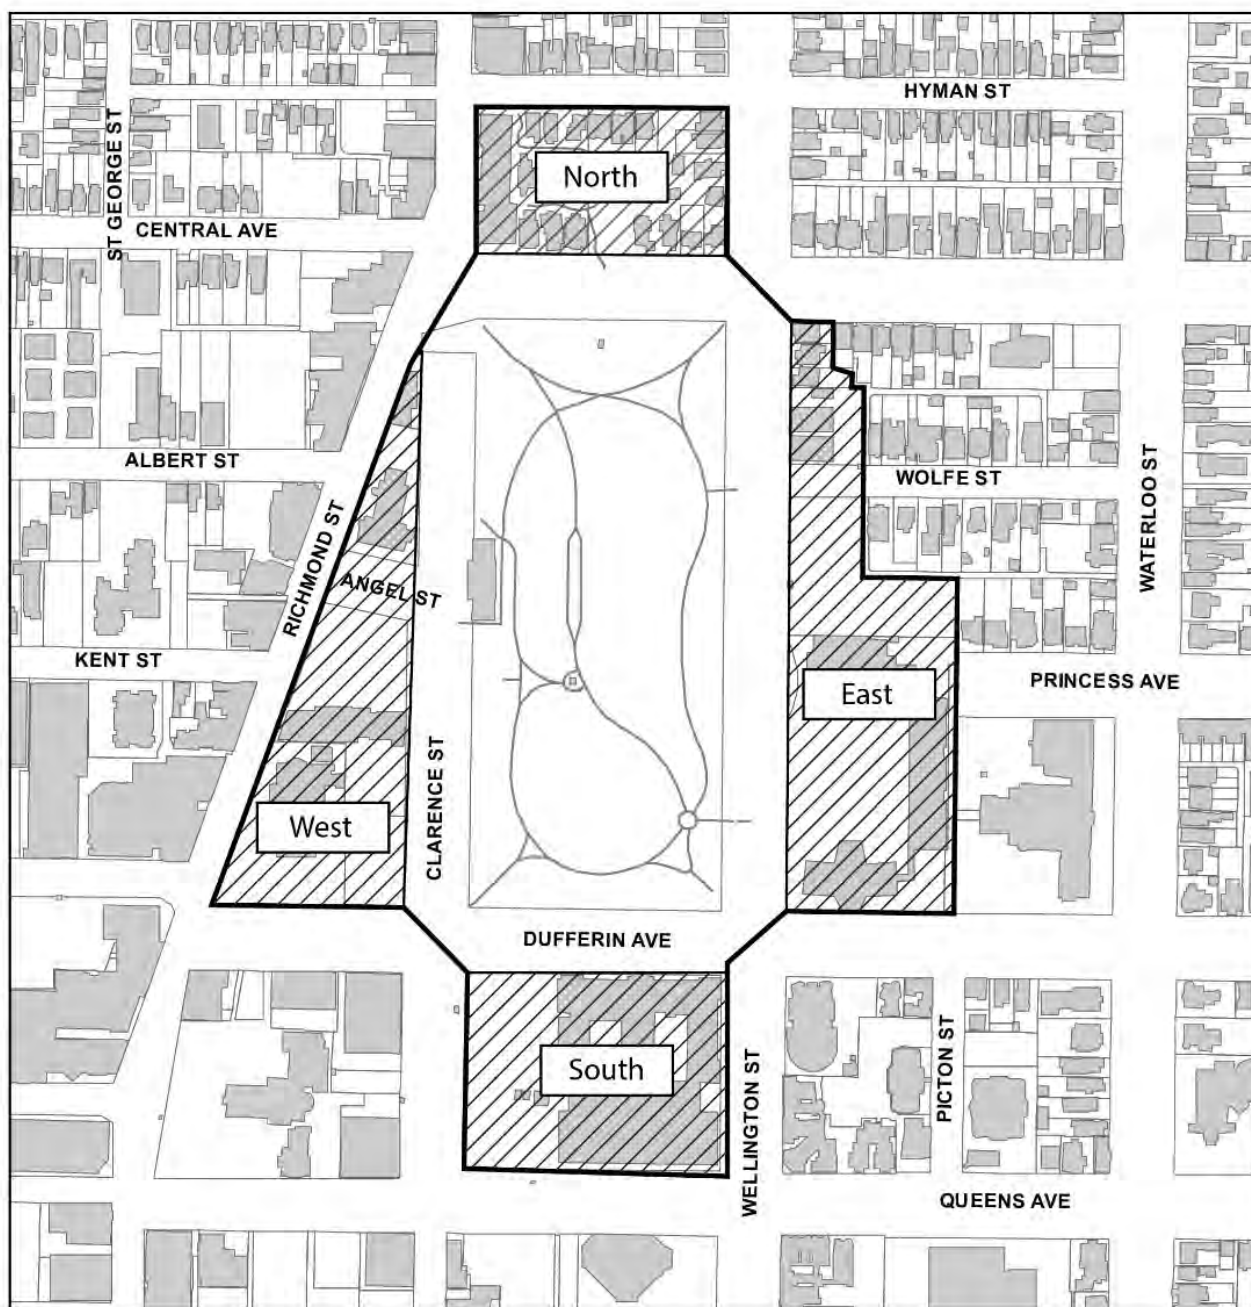 HYMAN ST
ST GEORGE ST
North
CENTRAL AVE
ALBERT ST
WOLFE ST
WATERLOO ST
RICHMOND ST
ANGEL ST
KENT ST
PRINCESS AVE
East
CLARENCE ST
West
DUFFERIN AVE
South
WELLINGTON ST
PICTON ST
QUEENS AVE